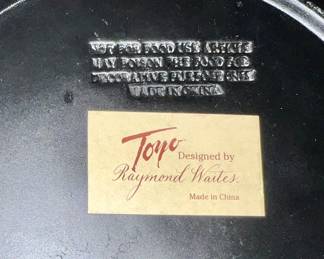 NOT FOR FOOD USE ARTICLE
MAY POISON THE FOOD FOR
DECORATIVE PURPOSE ONLY
MADE IN CHINA
Toyo
Designed by
Raymond Waites.
Made in China